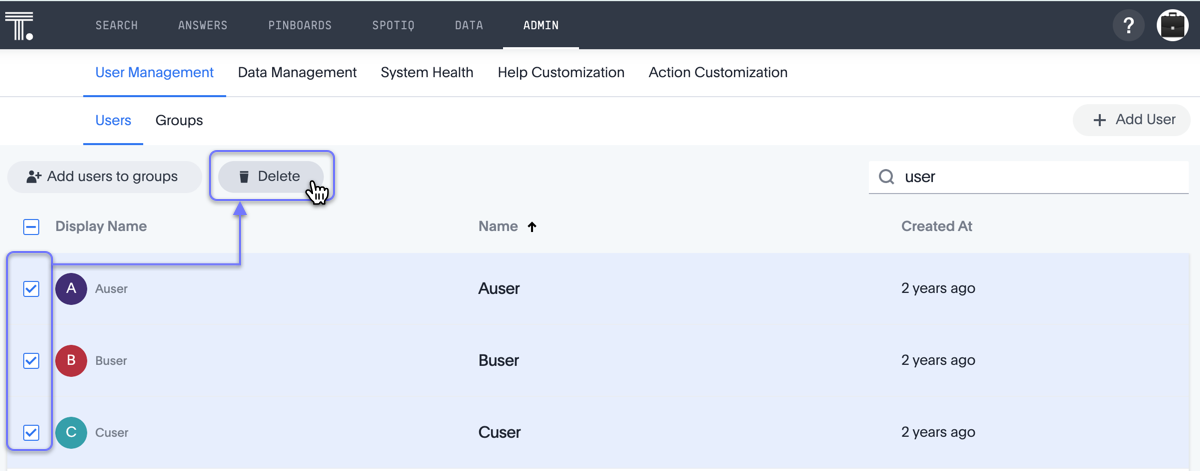 T. SEARCH ANSWERS PINBOARDS SPOTIQ DATA ADMIN ?
User Management Data Management System Health Help Customization Action Customization
Users Groups + Add User
Add users to groups Delete user
Display Name Name Created At
A Auser Auser 2 years ago
B Buser Buser 2 years ago
C Cuser Cuser 2 years ago